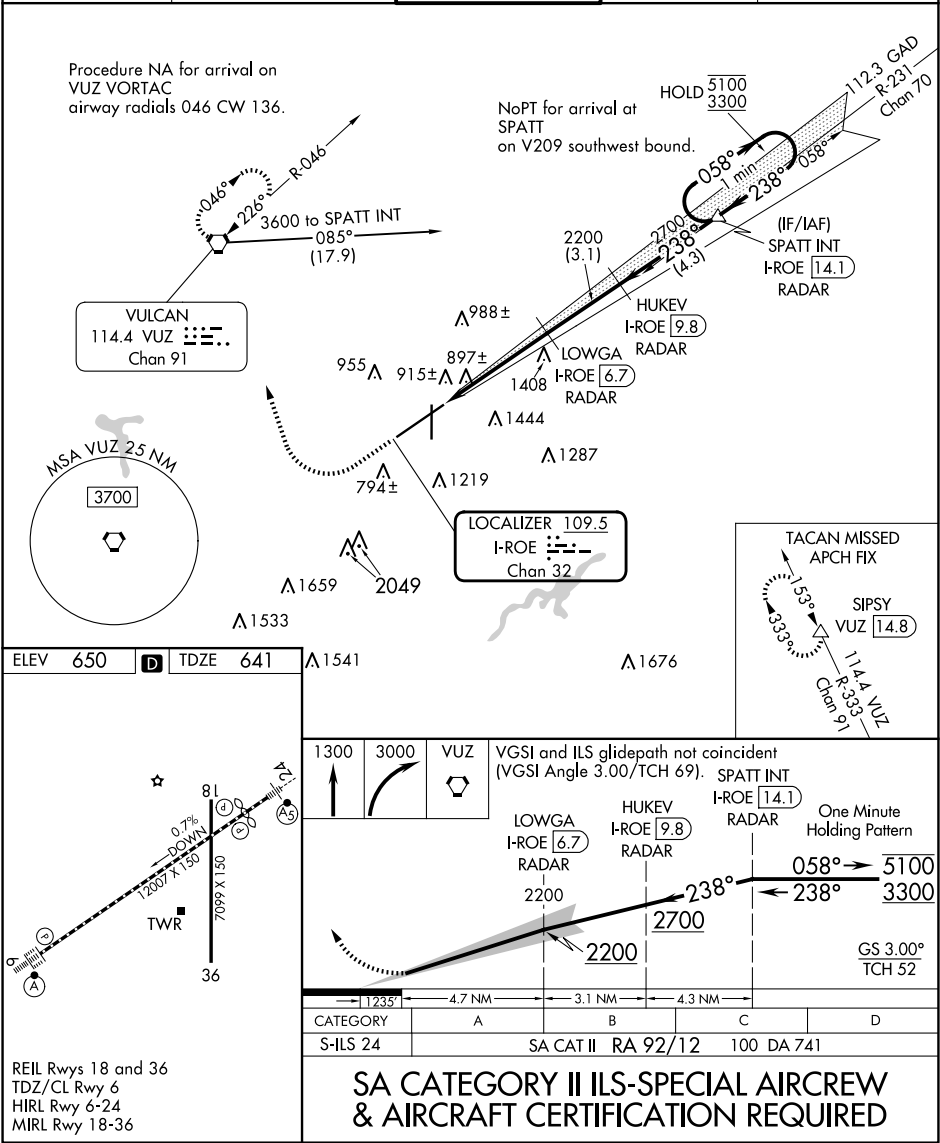 Procedure NA for arrival on
VUZ VORTAC
airway radials 046 CW 136.
NoPT for arrival at
SPATT
on V209 southwest bound.
HOLD 5100
3300
112.3 GAD
R-231
Chan 70
058°
1 min
238°
058°
046°
226°
R-046
3600 to SPATT INT
085°
(17.9)
2700
238°
(4.3)
2200
(3.1)
(IF/IAF)
SPATT INT
I-ROE 14.1
RADAR
HUKEV
I-ROE 9.8
RADAR
LOWGA
I-ROE 6.7
RADAR
VULCAN
114.4 VUZ
Chan 91
988±
955
915±
897±
1408
1444
1287
794±
1219
MSA VUZ 25 NM
3700
LOCALIZER 109.5
I-ROE
Chan 32
2049
1659
1533
1541
1676
TACAN MISSED
APCH FIX
153°
333°
SIPSY
VUZ 14.8
114.4 VUZ
R-333
Chan 91
ELEV 650 D TDZE 641
18
24
P
P
A5
0.7%
DOWN
12007 X 150
7099 X 150
TWR
P
6
A
36
REIL Rwys 18 and 36
TDZ/CL Rwy 6
HIRL Rwy 6-24
MIRL Rwy 18-36
1300 3000 VUZ
VGSI and ILS glidepath not coincident
(VGSI Angle 3.00/TCH 69).
SPATT INT
I-ROE 14.1
RADAR
HUKEV
I-ROE 9.8
RADAR
LOWGA
I-ROE 6.7
RADAR
One Minute
Holding Pattern
058° 5100
238° 3300
238°
2200
2700
2200
GS 3.00°
TCH 52
1235' 4.7 NM 3.1 NM 4.3 NM
CATEGORY A B C D
S-ILS 24 SA CAT II RA 92/12 100 DA 741
SA CATEGORY II ILS-SPECIAL AIRCREW
& AIRCRAFT CERTIFICATION REQUIRED